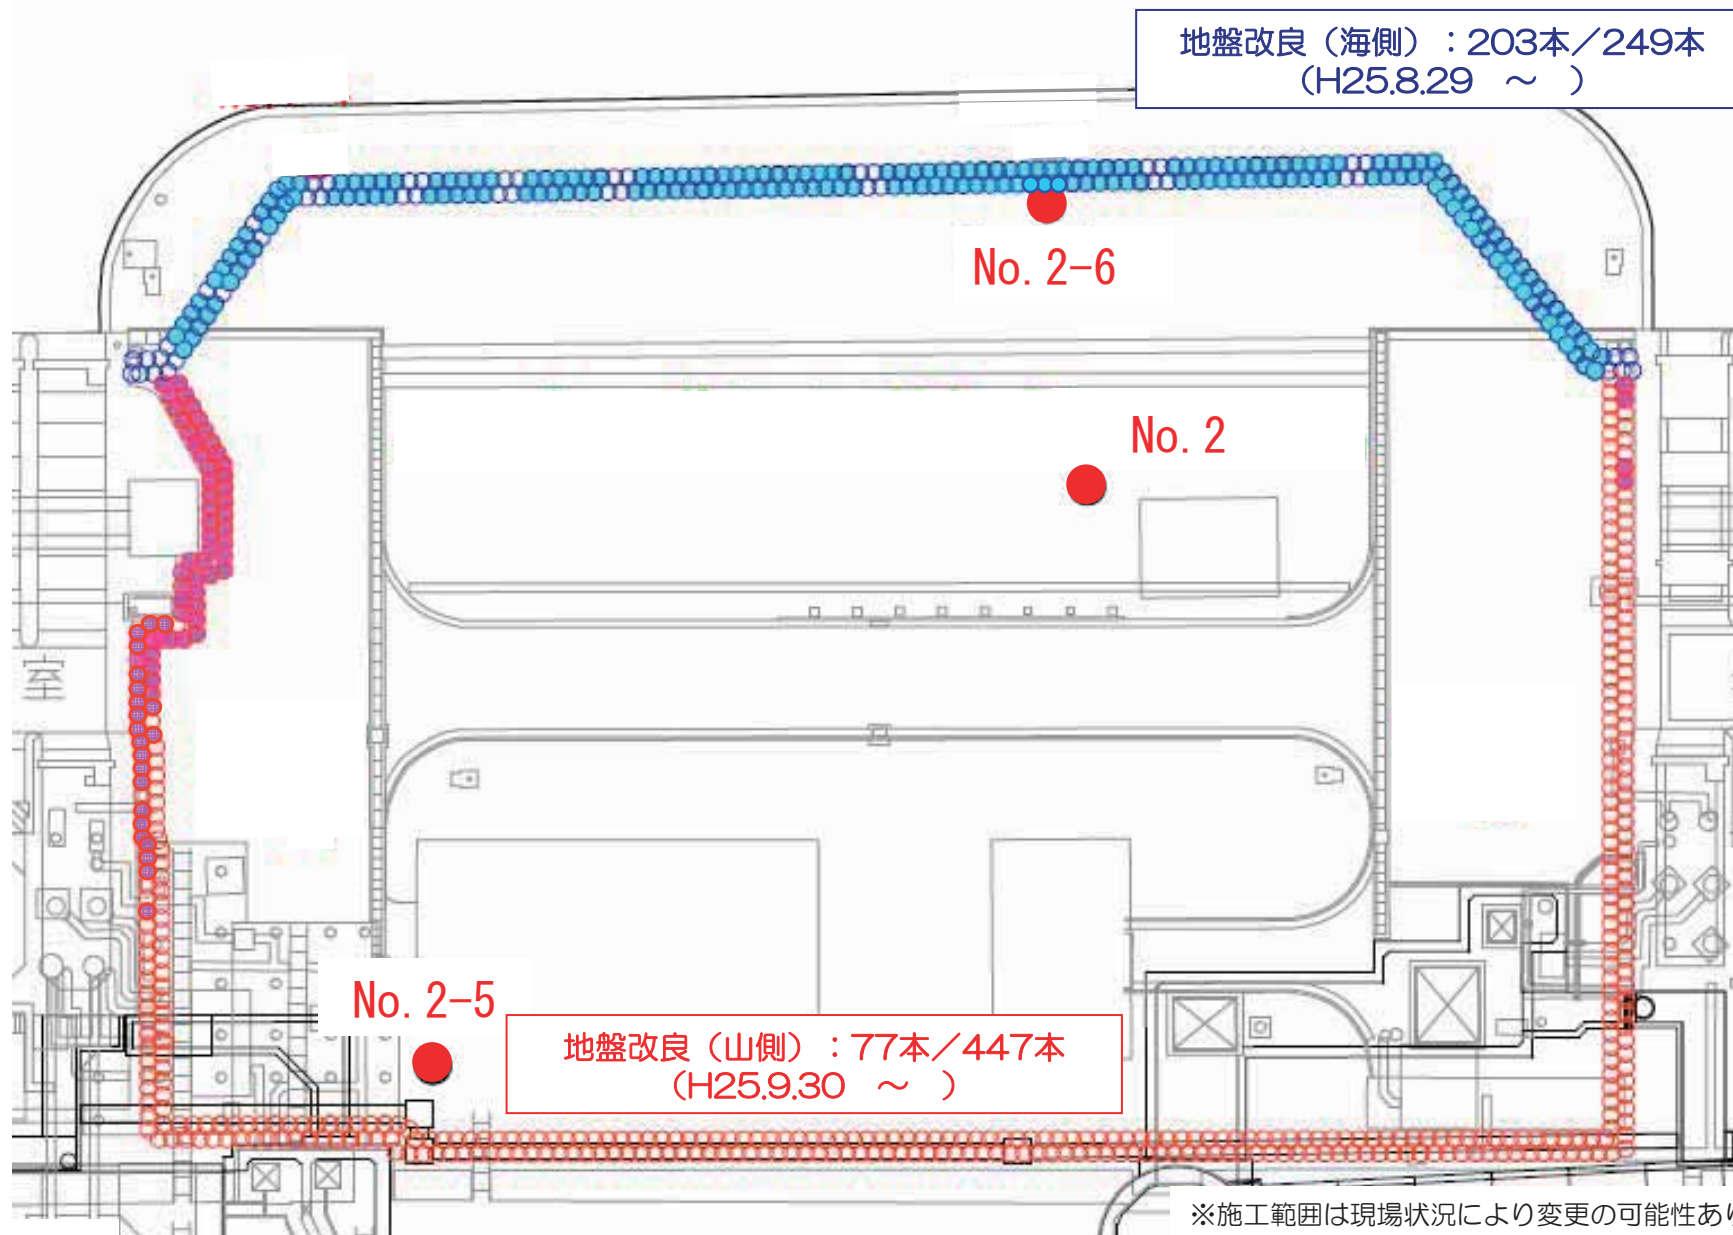 地盤改良（海側）：203本／249本
（H25.8.29　～　）
No. 2-6
No. 2
室
No. 2-5
地盤改良（山側）：77本／447本
（H25.9.30　～　）
※施工範囲は現場状況により変更の可能性あり